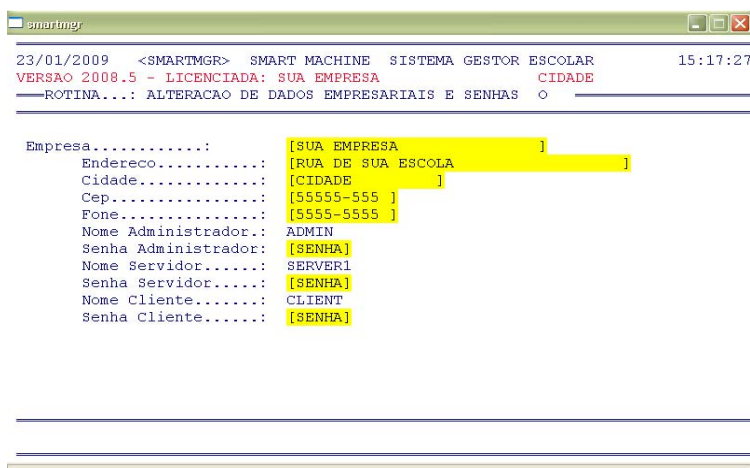 smartmgr
23/01/2009 <SMARTMGR> SMART MACHINE SISTEMA GESTOR ESCOLAR 15:17:27
VERSAO 2008.5 - LICENCIADA: SUA EMPRESA CIDADE
ROTINA...: ALTERACAO DE DADOS EMPRESARIAIS E SENHAS O
Empresa............: [SUA EMPRESA ]
Endereco...........: [RUA DE SUA ESCOLA ]
Cidade.............: [CIDADE ]
Cep................: [55555-555 ]
Fone...............: [5555-5555 ]
Nome Administrador.: ADMIN
Senha Administrador: [SENHA]
Nome Servidor......: SERVER1
Senha Servidor.....: [SENHA]
Nome Cliente.......: CLIENT
Senha Cliente......: [SENHA]